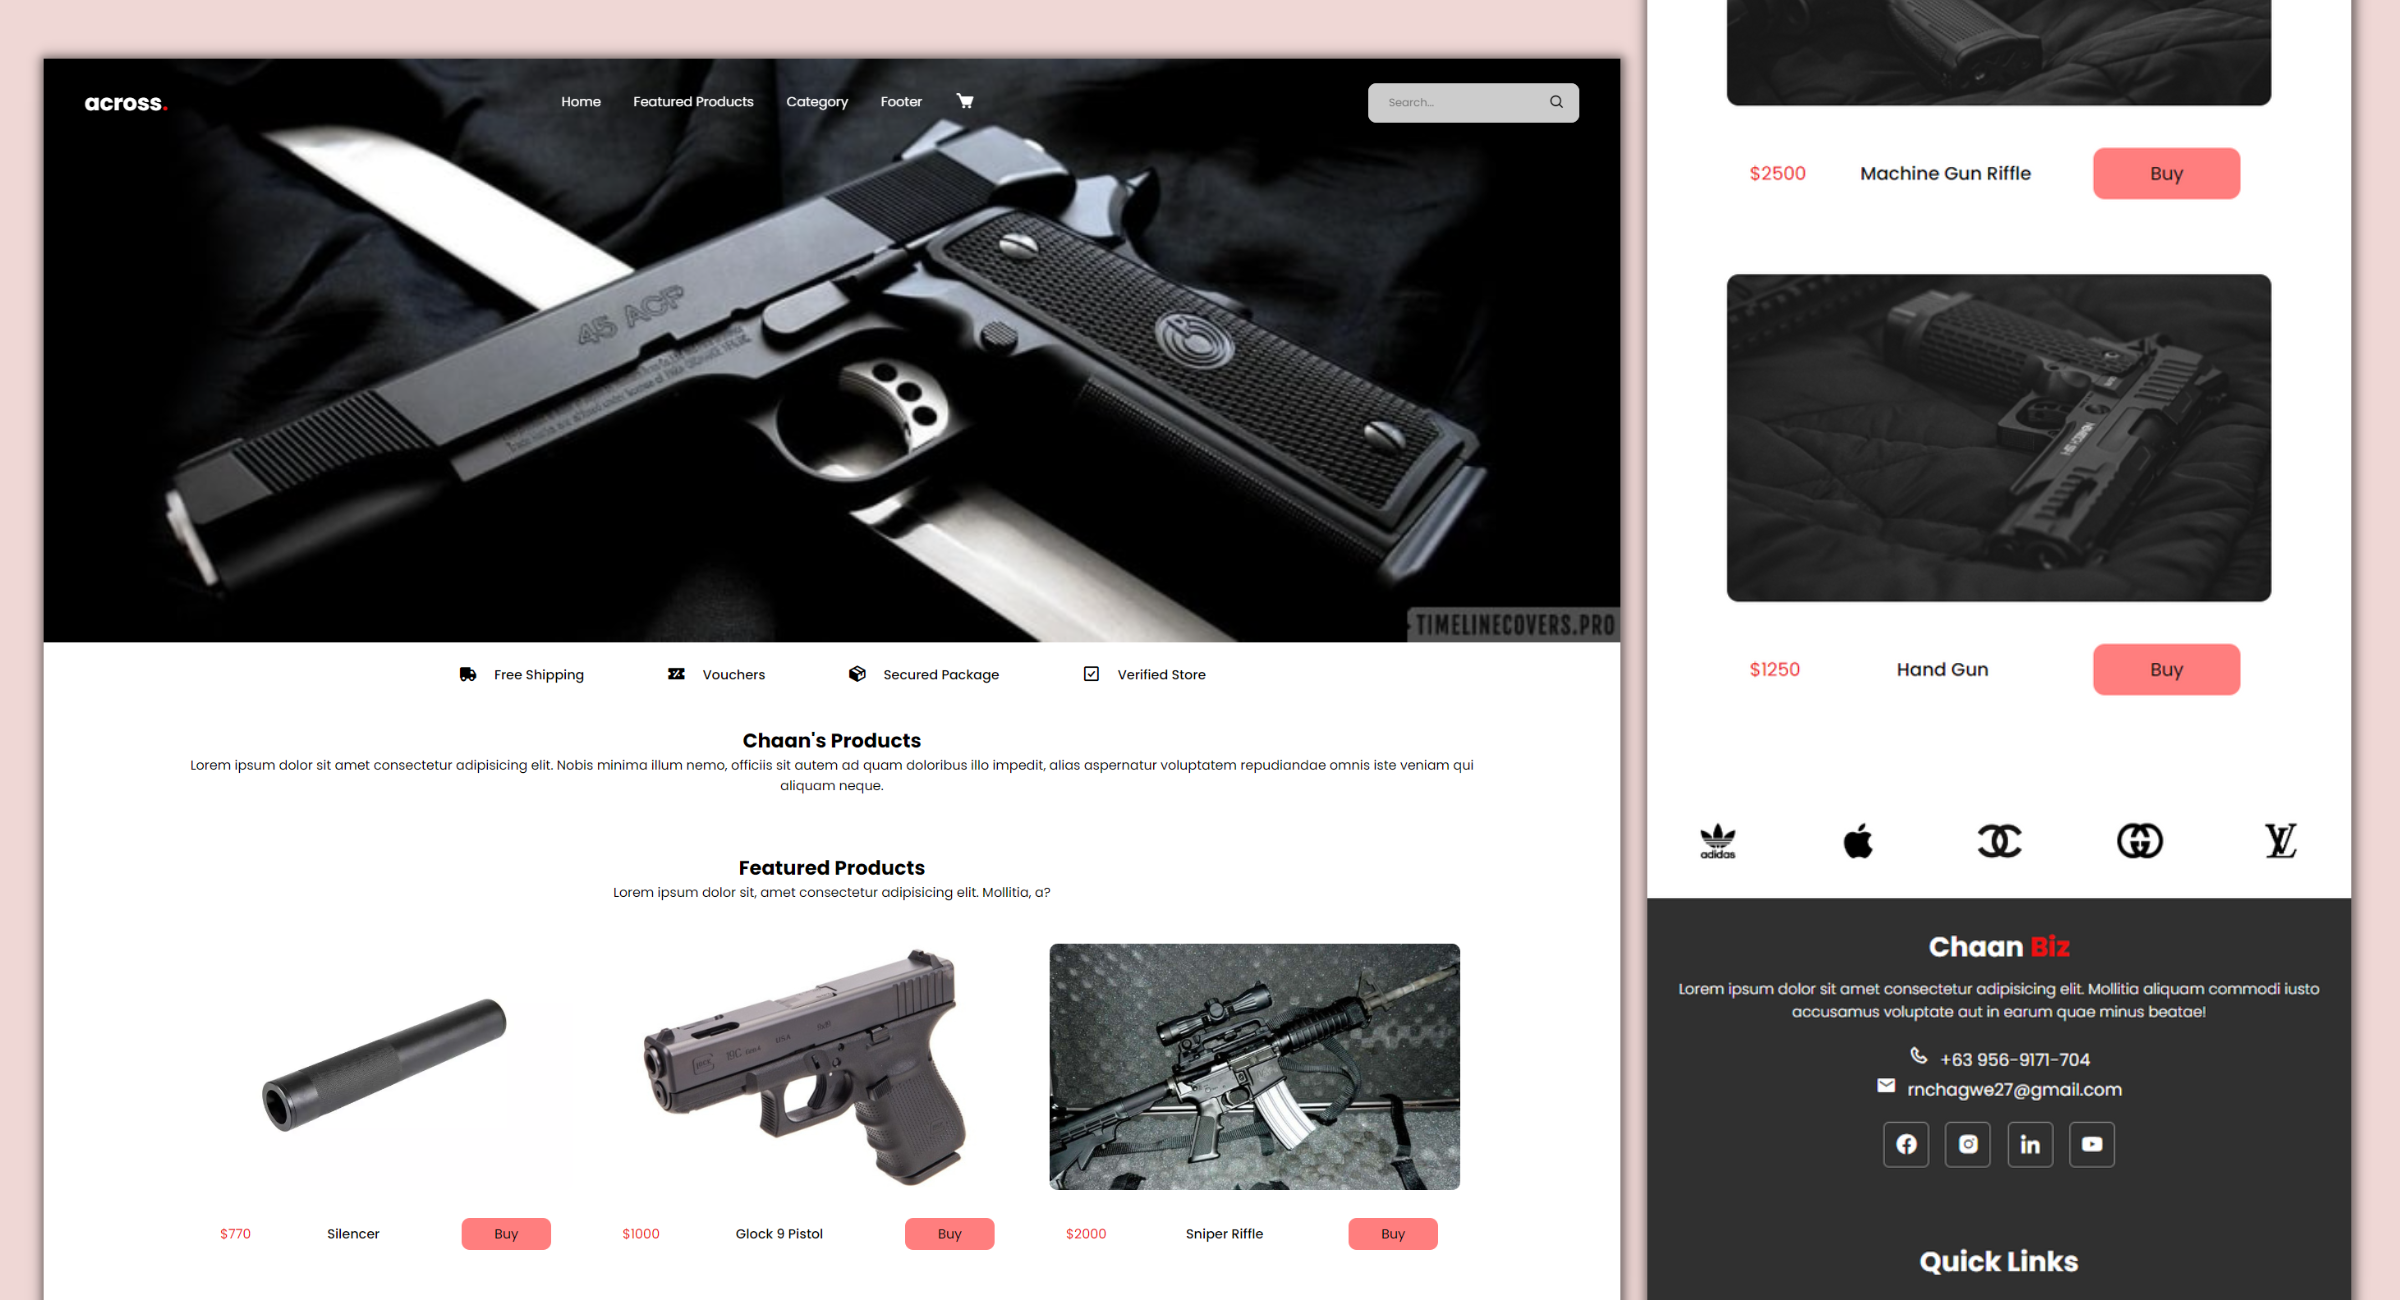 across.
Home Featured Products Category Footer
Search...
45 ACP
TIMELINECOVERS.PRO
Free Shipping Vouchers Secured Package Verified Store
Chaan's Products
Lorem ipsum dolor sit amet consectetur adipisicing elit. Nobis minima illum nemo, officiis sit autem ad quam doloribus illo impedit, alias aspernatur voluptatem repudiandae omnis iste veniam qui
aliquam neque.
Featured Products
Lorem ipsum dolor sit, amet consectetur adipisicing elit. Mollitia, a?
GLOCK 19C Gen4 USA 9x19
$770 Silencer Buy
$1000 Glock 9 Pistol Buy
$2000 Sniper Riffle Buy
$2500 Machine Gun Riffle Buy
$1250 Hand Gun Buy
adidas
Chaan Biz
Lorem ipsum dolor sit amet consectetur adipisicing elit. Mollitia aliquam commodi iusto
accusamus voluptate aut in earum quae minus beatae!
+63 956-9171-704
rnchagwe27@gmail.com
Quick Links